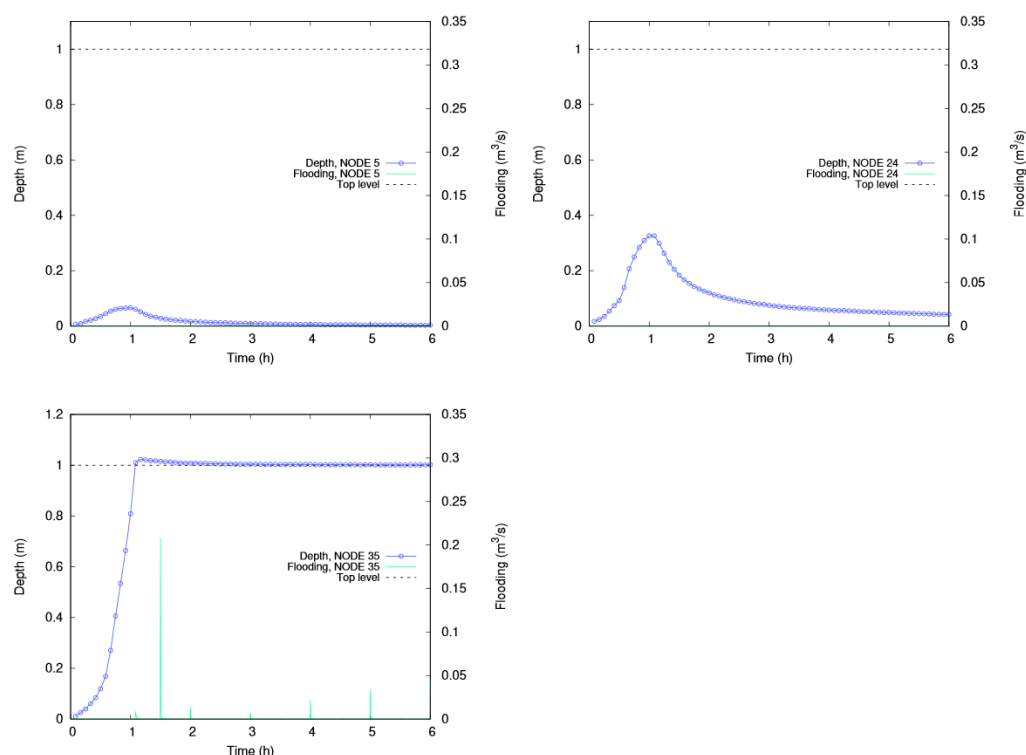 0.35
1
0.3
0.8
0.25
Depth (m)
0.6
0.2
Flooding (m³/s)
Depth, NODE 5
Flooding, NODE 5
Top level
0.15
0.4
0.1
0.2
0.05
0
0
0 1 2 3 4 5 6
Time (h)
0.35
1
0.3
0.8
0.25
Depth (m)
0.6
0.2
Flooding (m³/s)
Depth, NODE 24
Flooding, NODE 24
Top level
0.15
0.4
0.1
0.2
0.05
0
0
0 1 2 3 4 5 6
Time (h)
1.2
0.35
0.3
1
0.25
0.8
Depth (m)
0.2
Flooding (m³/s)
Depth, NODE 35
Flooding, NODE 35
Top level
0.6
0.15
0.4
0.1
0.2
0.05
0
0
0 1 2 3 4 5 6
Time (h)